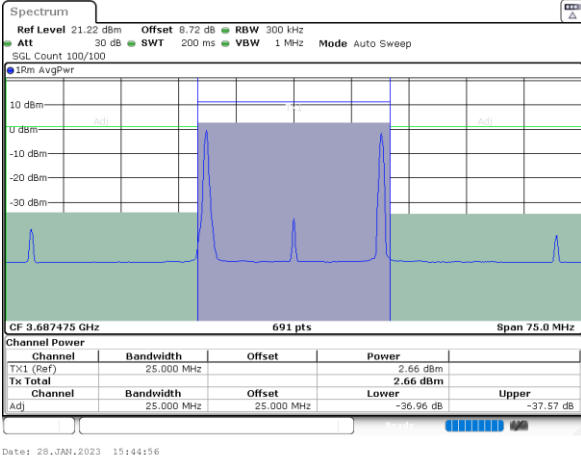 Spectrum
Ref Level 21.22 dBm Offset 8.72 dB RBW 300 kHz
Att 30 dB SWT 200 ms VBW 1 MHz Mode Auto Sweep
SGL Count 100/100
1Rm AvgPwr
10 dBm
Adj Tx1 Adj
0 dBm
-10 dBm
-20 dBm
-30 dBm
CF 3.687475 GHz 691 pts Span 75.0 MHz
Channel Power
Channel Bandwidth Offset Power
TX1 (Ref) 25.000 MHz 2.66 dBm
Tx Total 2.66 dBm
Channel Bandwidth Offset Lower Upper
Adj 25.000 MHz 25.000 MHz -36.96 dB -37.57 dB
Ready
Date: 28.JAN.2023 15:44:56